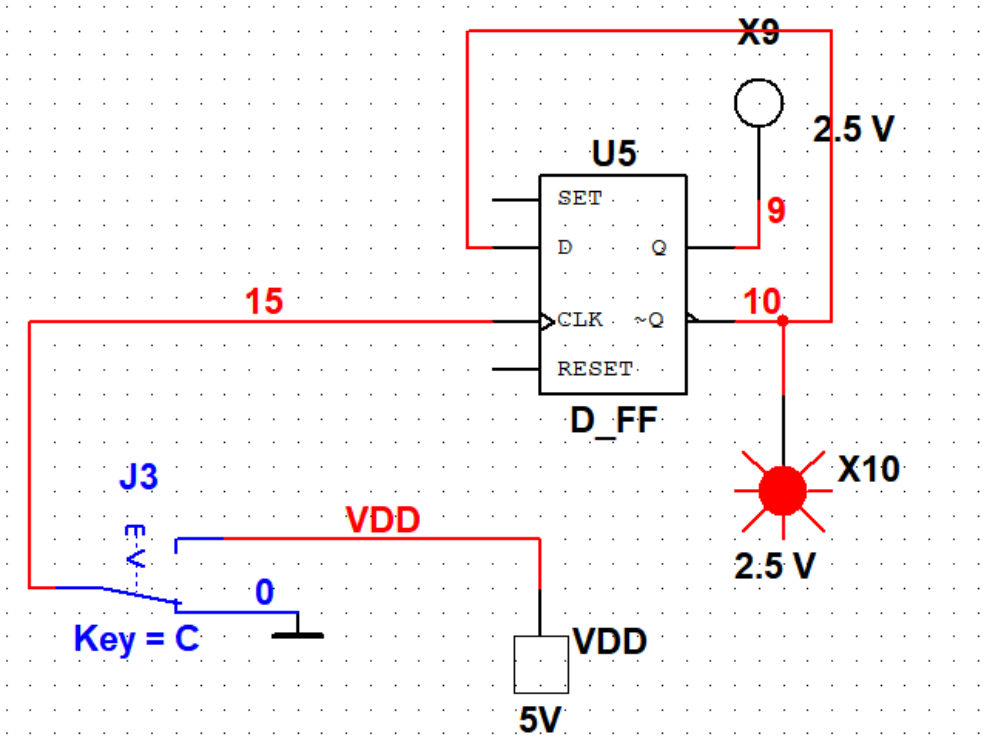 X9
2.5 V
U5
SET
9
D Q
15
10
CLK ~Q
RESET
D_FF
J3
X10
VDD
2.5 V
0
Key = C
VDD
5V